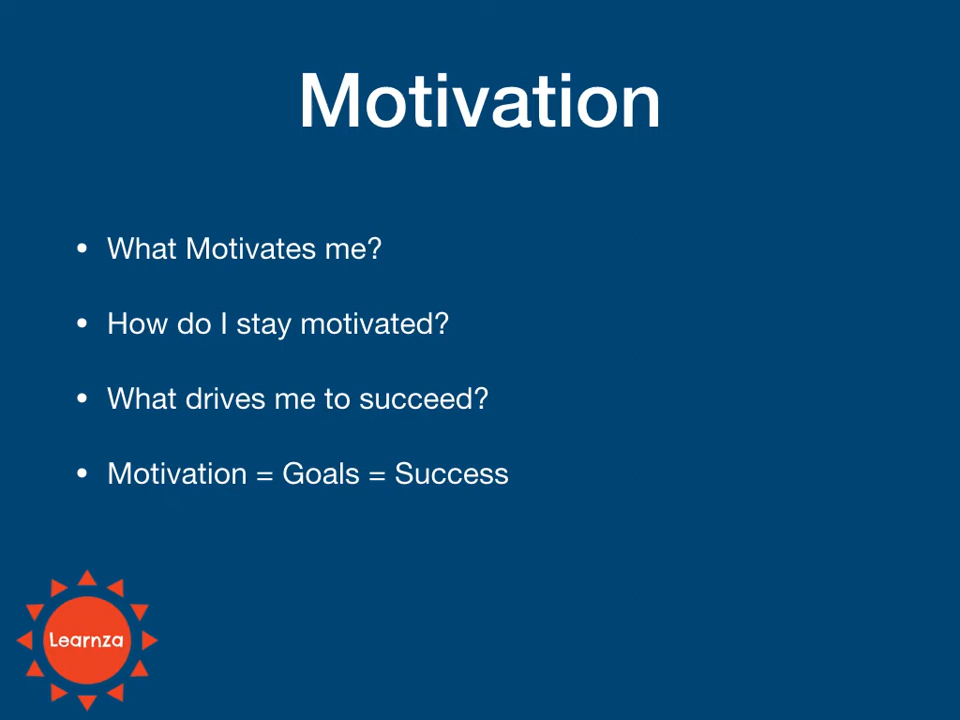 Motivation
• What Motivates me?
• How do I stay motivated?
• What drives me to succeed?
• Motivation = Goals = Success
Learnza